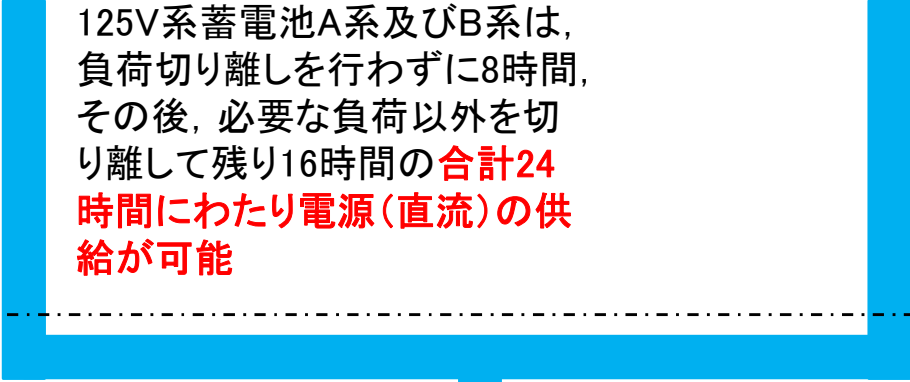 125V系蓄電池A系及びB系は，
負荷切り離しを行わずに8時間，
その後，必要な負荷以外を切
り離して残り16時間の合計24
時間にわたり電源（直流）の供
給が可能